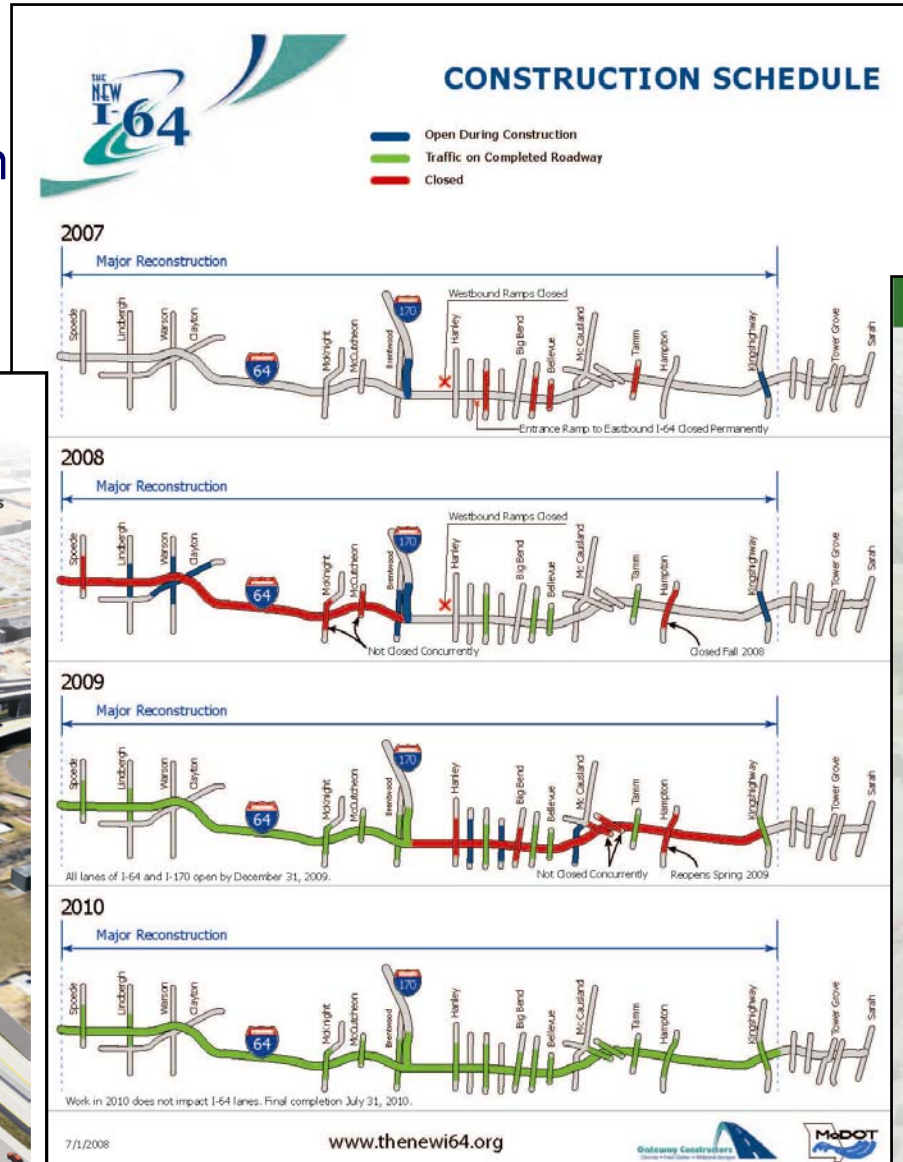 THE
NEW
I-64
CONSTRUCTION SCHEDULE
Open During Construction
Traffic on Completed Roadway
Closed
2007
Major Reconstruction
Spoede
Lindbergh
Warson
Clayton
64
McKnight
McCutcheon
Brentwood
170
Westbound Ramps Closed
Hanley
Big Bend
Bellevue
Mc Causland
Tamm
Hampton
Kingshighway
Tower Grove
Sarah
Entrance Ramp to Eastbound I-64 Closed Permanently
2008
Major Reconstruction
Spoede
Lindbergh
Warson
Clayton
64
McKnight
McCutcheon
Not Closed Concurrently
Brentwood
170
Westbound Ramps Closed
Hanley
Big Bend
Bellevue
Mc Causland
Tamm
Hampton
Closed Fall 2008
Kingshighway
Tower Grove
Sarah
2009
Major Reconstruction
Spoede
Lindbergh
Warson
Clayton
64
McKnight
McCutcheon
Brentwood
170
Hanley
Big Bend
Bellevue
Mc Causland
Not Closed Concurrently
Tamm
Hampton
Reopens Spring 2009
Kingshighway
Tower Grove
Sarah
All lanes of I-64 and I-170 open by December 31, 2009.
2010
Major Reconstruction
Spoede
Lindbergh
Warson
Clayton
64
McKnight
McCutcheon
Brentwood
170
Hanley
Big Bend
Bellevue
Mc Causland
Tamm
Hampton
Kingshighway
Tower Grove
Sarah
Work in 2010 does not impact I-64 lanes. Final completion July 31, 2010.
7/1/2008
www.thenewi64.org
Gateway Constructors
MoDOT